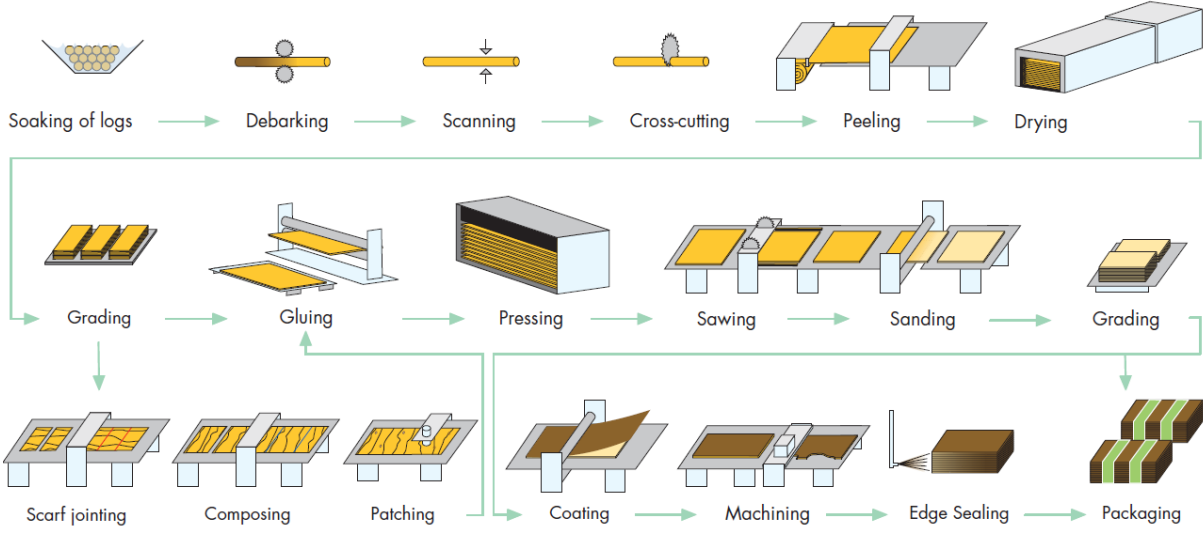 Soaking of logs
Debarking
Scanning
Cross-cutting
Peeling
Drying
Grading
Gluing
Pressing
Sawing
Sanding
Grading
Scarf jointing
Composing
Patching
Coating
Machining
Edge Sealing
Packaging